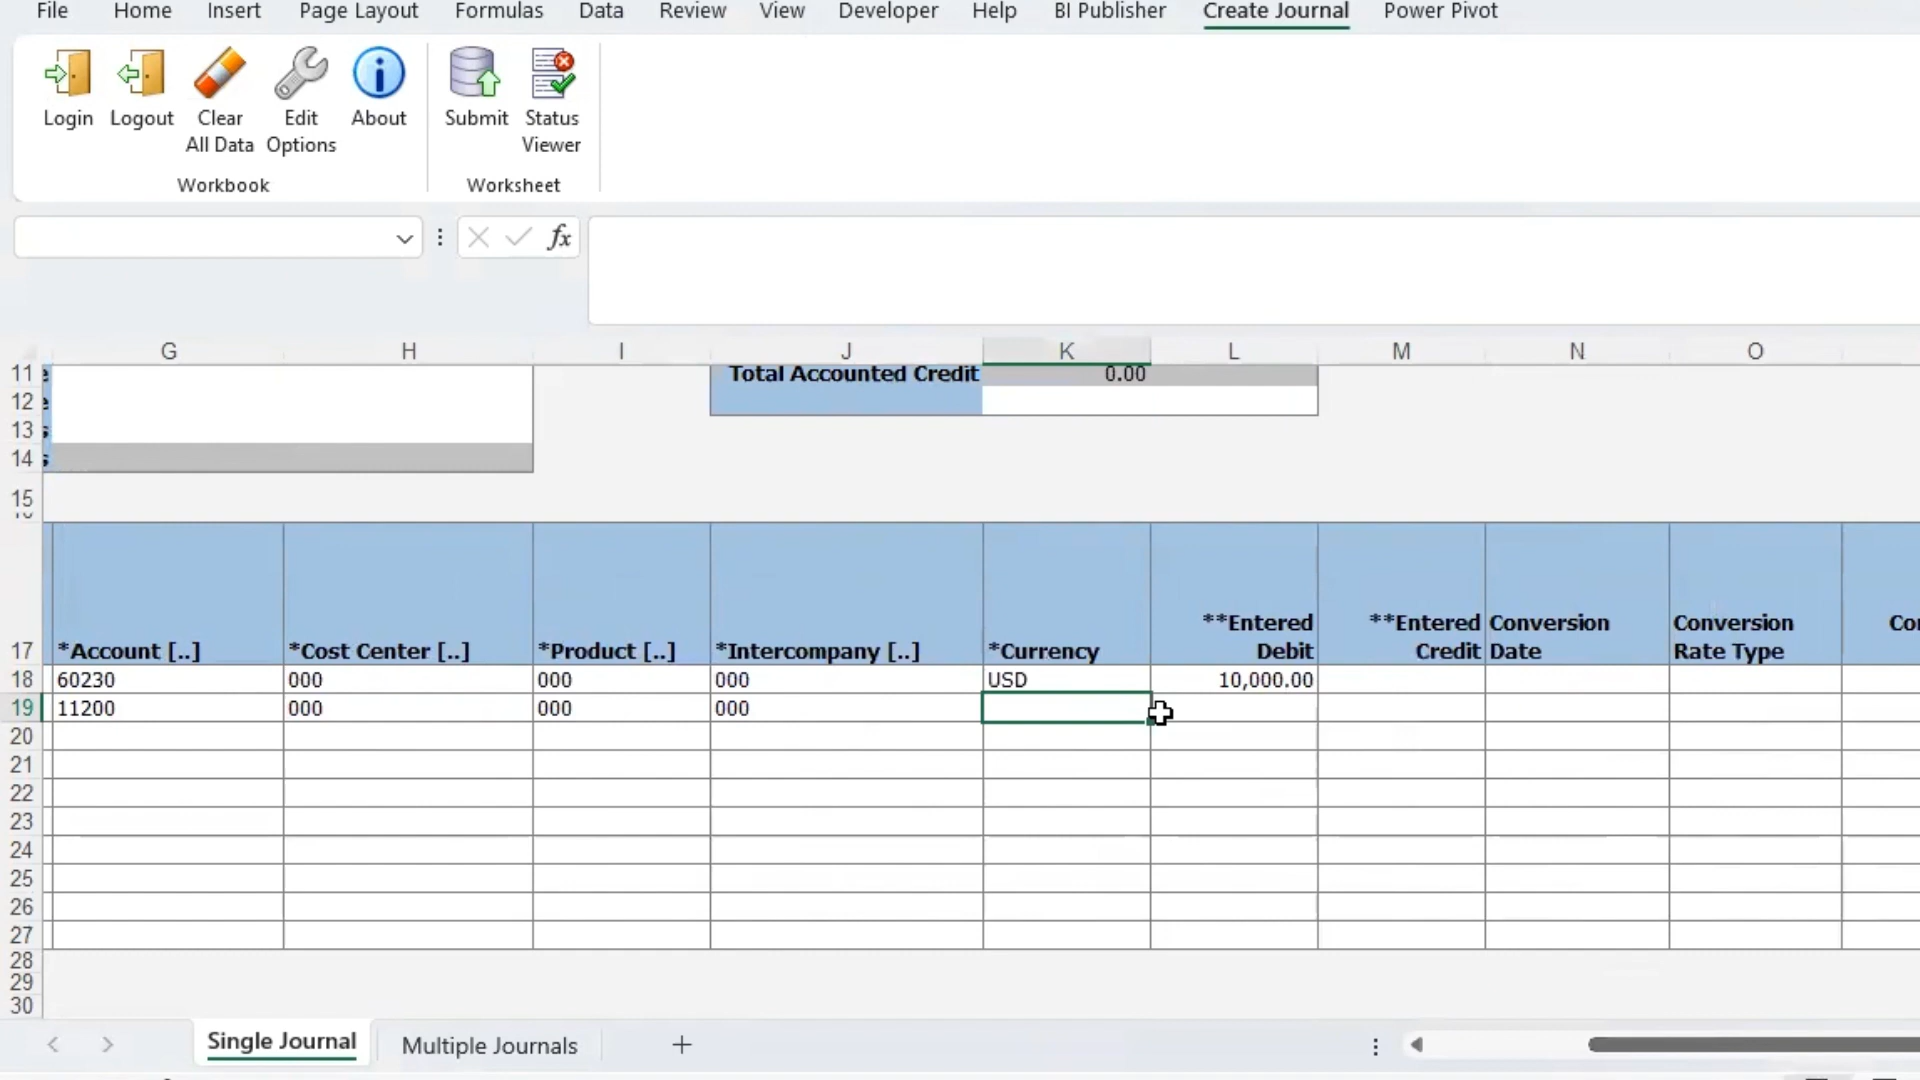 File Home Insert Page Layout Formulas Data Review View Developer Help BI Publisher Create Journal Power Pivot
Login Logout Clear All Data Edit Options About Submit Status Viewer
Workbook Worksheet
fx
G H I J K L M N O
11 e Total Accounted Credit 0.00
12 e
13 s
14 s
15
17 *Account [..] *Cost Center [..] *Product [..] *Intercompany [..] *Currency **Entered Debit **Entered Credit Conversion Date Conversion Rate Type
18 60230 000 000 000 USD 10,000.00
19 11200 000 000 000
20
21
22
23
24
25
26
27
28
29
30
Single Journal Multiple Journals